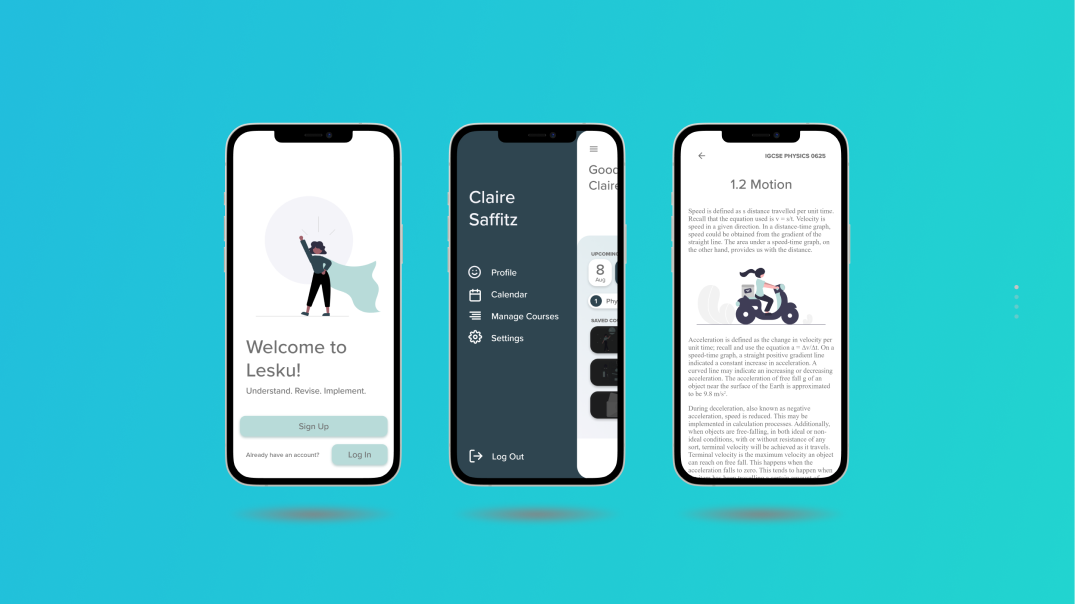 Welcome to
Lesku!
Understand. Revise. Implement.
Sign Up
Already have an account?
Log In
Claire
Saffitz
Profile
Calendar
Manage Courses
Settings
Log Out
Good
Claire
UPCOMING
8
Aug
1
Phy
SAVED CO
IGCSE PHYSICS 0625
1.2 Motion
Speed is defined as s distance travelled per unit time.
Recall that the equation used is v = s/t. Velocity is
speed in a given direction. In a distance-time graph,
speed could be obtained from the gradient of the
straight line. The area under a speed-time graph, on
the other hand, provides us with the distance.
Acceleration is defined as the change in velocity per
unit time; recall and use the equation a = Δv/Δt. On a
speed-time graph, a straight positive gradient line
indicated a constant increase in acceleration. A
curved line may indicate an increasing or decreasing
acceleration. The acceleration of free fall g of an
object near the surface of the Earth is approximated
to be 9.8 m/s².
During deceleration, also known as negative
acceleration, speed is reduced. This may be
implemented in calculation processes. Additionally,
when objects are free-falling, in both ideal or non-
ideal conditions, with or without resistance of any
sort, terminal velocity will be achieved as it travels.
Terminal velocity is the maximum velocity an object
can reach on free fall. This happens when the
acceleration falls to zero. This tends to happen when